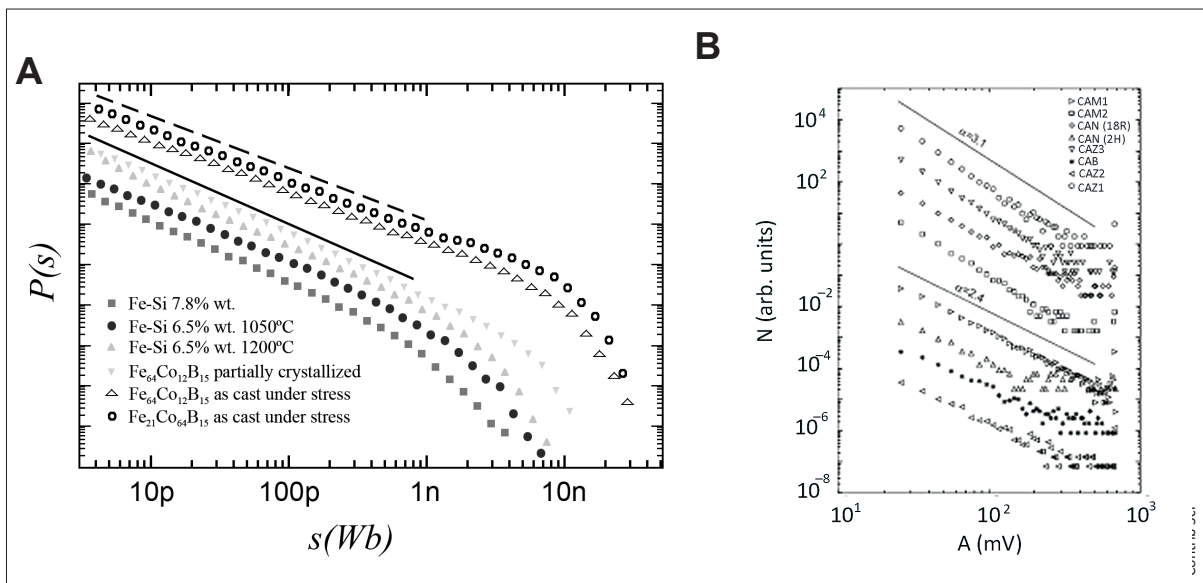 A
P(s)
Fe-Si 7.8% wt.
Fe-Si 6.5% wt. 1050ºC
Fe-Si 6.5% wt. 1200ºC
Fe64Co12B15 partially crystallized
Fe64Co12B15 as cast under stress
Fe21Co64B15 as cast under stress
10p 100p 1n 10n
s(Wb)
B
N (arb. units)
10^4
10^2
10^-2
10^-4
10^-6
10^-8
α=3.1
α=2.4
CAM1
CAM2
CAN (18R)
CAN (2H)
CAZ3
CAB
CAZ2
CAZ1
10^1 10^2 10^3
A (mV)